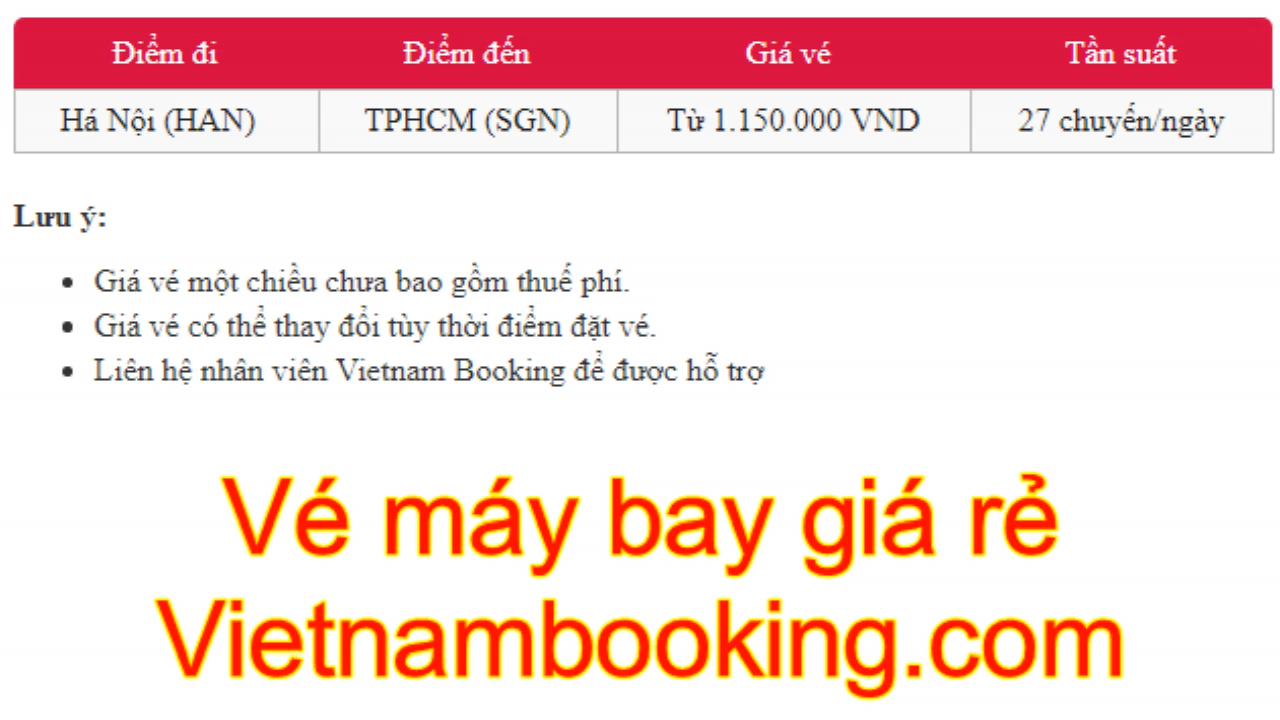 Điểm đi Điểm đến Giá vé Tần suất
Há Nội (HAN) TPHCM (SGN) Từ 1.150.000 VND 27 chuyến/ngày
Lưu ý:
• Giá vé một chiều chưa bao gồm thuế phí.
• Giá vé có thể thay đổi tùy thời điểm đặt vé.
• Liên hệ nhân viên Vietnam Booking để được hỗ trợ
Vé máy bay giá rẻ
Vietnambooking.com